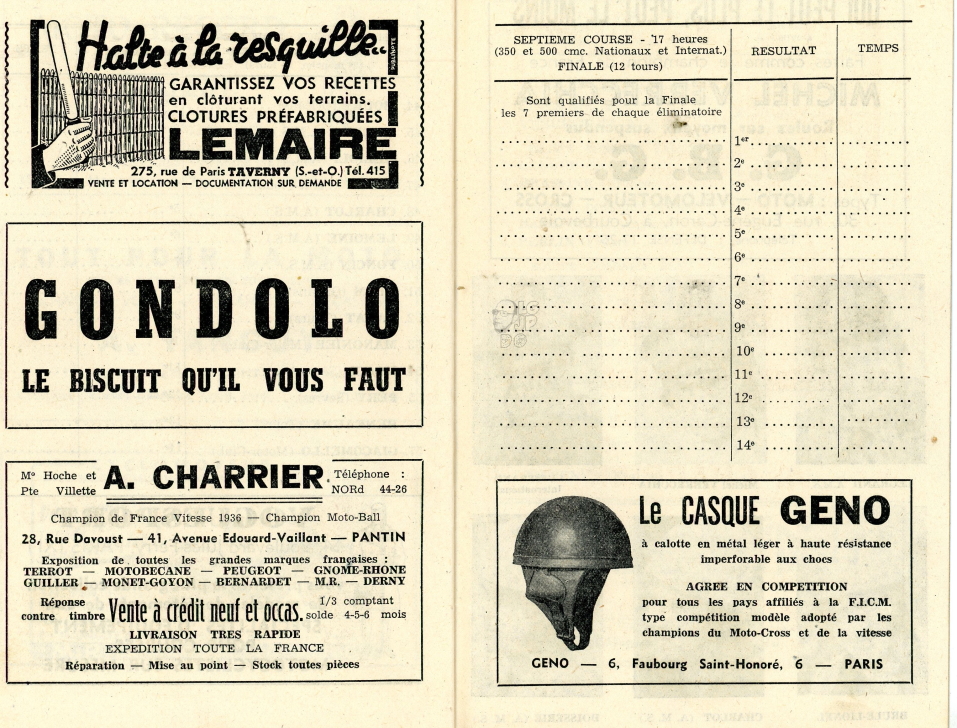 Halte à la resquille..
PUBLINOTE
GARANTISSEZ VOS RECETTES
en clôturant vos terrains.
CLOTURES PRÉFABRIQUÉES
LEMAIRE
275, rue de Paris TAVERNY (S.-et-O.) Tél. 415
VENTE ET LOCATION — DOCUMENTATION SUR DEMANDE
GONDOLO
LE BISCUIT QU'IL VOUS FAUT
Mo Hoche et
Pte Villette
A. CHARRIER
Téléphone :
NORd 44-26
Champion de France Vitesse 1936 — Champion Moto-Ball
28, Rue Davoust — 41, Avenue Edouard-Vaillant — PANTIN
Exposition de toutes les grandes marques françaises :
TERROT — MOTOBECANE — PEUGEOT — GNOME-RHONE
GUILLER — MONET-GOYON — BERNARDET — M.R. — DERNY
Réponse
contre timbre
Vente à crédit neuf et occas.
1/3 comptant
solde 4-5-6 mois
LIVRAISON TRES RAPIDE
EXPEDITION TOUTE LA FRANCE
Réparation — Mise au point — Stock toutes pièces
SEPTIEME COURSE - 17 heures
(350 et 500 cmc. Nationaux et Internat.)
FINALE (12 tours)
RESULTAT
TEMPS
Sont qualifiés pour la Finale
les 7 premiers de chaque éliminatoire
1er
2e
3e
4e
5e
6e
7e
8e
9e
10e
11e
12e
13e
14e
Le CASQUE GENO
à calotte en métal léger à haute résistance
imperforable aux chocs
AGREE EN COMPETITION
pour tous les pays affiliés à la F.I.C.M.
type compétition modèle adopté par les
champions du Moto-Cross et de la vitesse
GENO — 6, Faubourg Saint-Honoré, 6 — PARIS